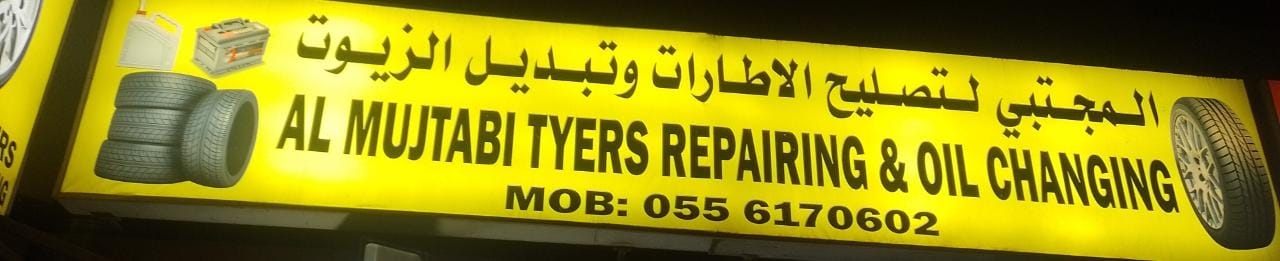 المجتبي لتصليح الاطارات وتبديل الزيوت
AL MUJTABI TYERS REPAIRING & OIL CHANGING
MOB: 055 6170602